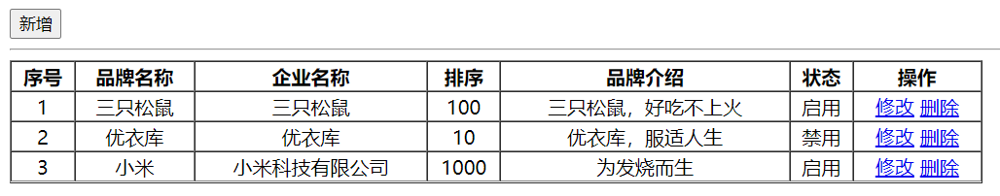 新增
序号 品牌名称 企业名称 排序 品牌介绍 状态 操作
1 三只松鼠 三只松鼠 100 三只松鼠，好吃不上火 启用 修改 删除
2 优衣库 优衣库 10 优衣库，服适人生 禁用 修改 删除
3 小米 小米科技有限公司 1000 为发烧而生 启用 修改 删除